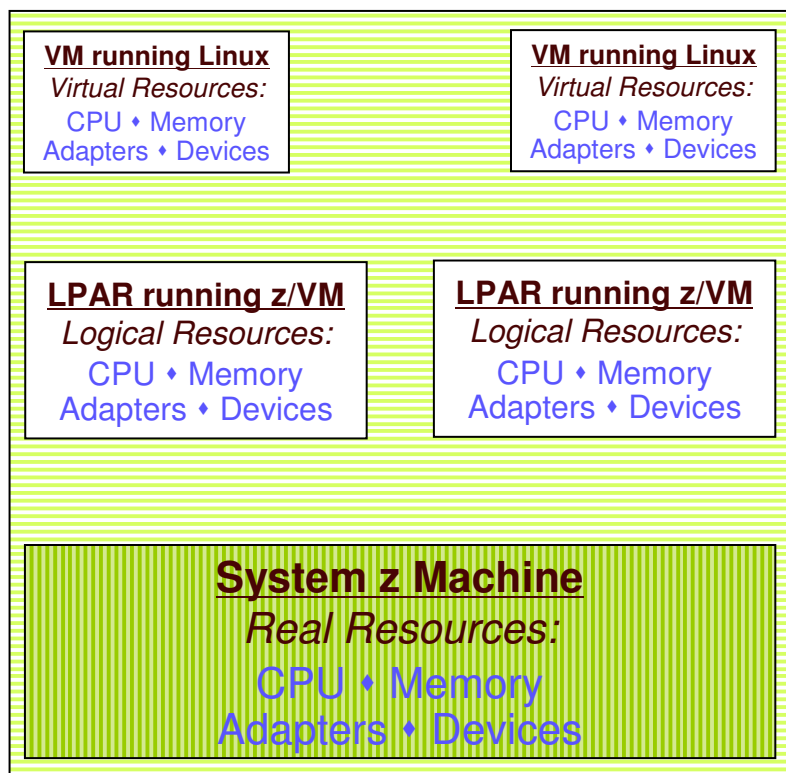 VM running Linux
Virtual Resources:
CPU ♦ Memory
Adapters ♦ Devices
VM running Linux
Virtual Resources:
CPU ♦ Memory
Adapters ♦ Devices
LPAR running z/VM
Logical Resources:
CPU ♦ Memory
Adapters ♦ Devices
LPAR running z/VM
Logical Resources:
CPU ♦ Memory
Adapters ♦ Devices
System z Machine
Real Resources:
CPU ♦ Memory
Adapters ♦ Devices